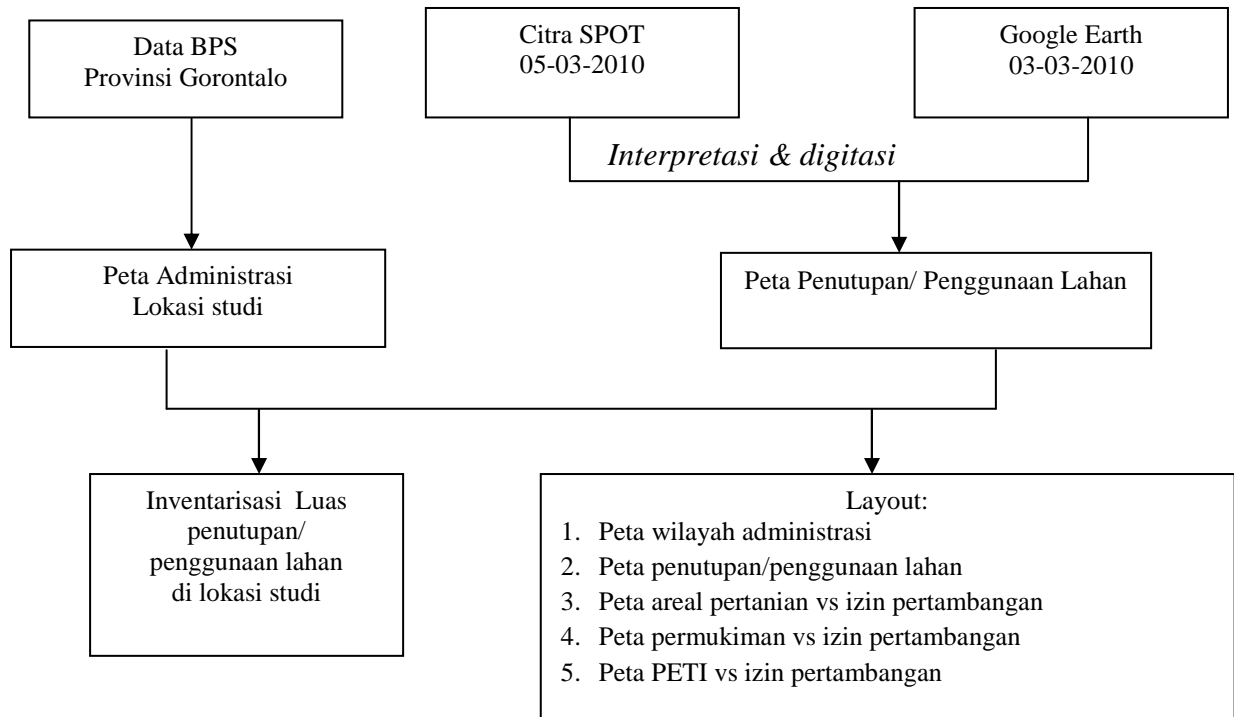 Data BPS
Provinsi Gorontalo
Citra SPOT
05-03-2010
Google Earth
03-03-2010
Interpretasi & digitasi
Peta Administrasi
Lokasi studi
Peta Penutupan/ Penggunaan Lahan
Inventarisasi Luas
penutupan/
penggunaan lahan
di lokasi studi
Layout:
1. Peta wilayah administrasi
2. Peta penutupan/penggunaan lahan
3. Peta areal pertanian vs izin pertambangan
4. Peta permukiman vs izin pertambangan
5. Peta PETI vs izin pertambangan